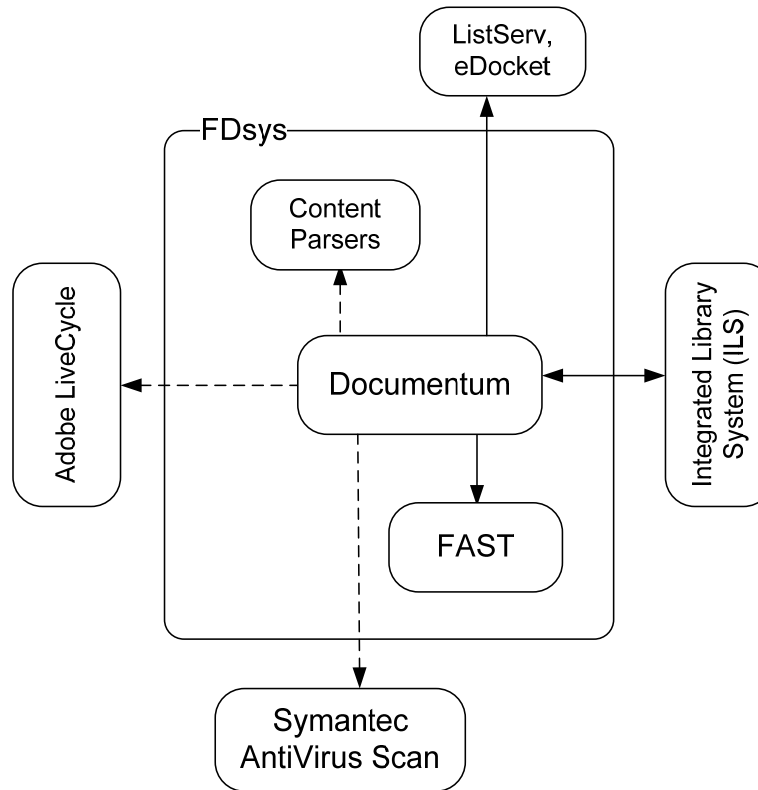 ListServ,
eDocket
FDsys
Content
Parsers
Adobe LiveCycle
Documentum
Integrated Library
System (ILS)
FAST
Symantec
AntiVirus Scan